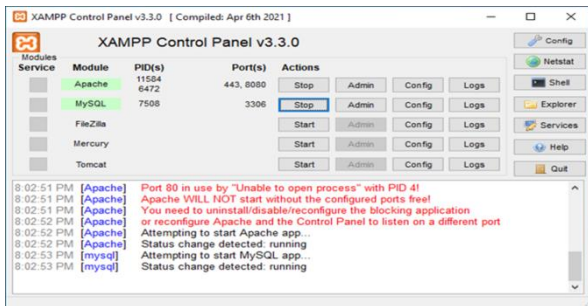 XAMPP Control Panel v3.3.0 [ Compiled: Apr 6th 2021 ]
XAMPP Control Panel v3.3.0
Config
Modules
Service Module PID(s) Port(s) Actions
Netstat
Apache 11584 6472 443, 8080 Stop Admin Config Logs
Shell
MySQL 7508 3306 Stop Admin Config Logs
Explorer
FileZilla Start Admin Config Logs
Services
Mercury Start Admin Config Logs
Help
Tomcat Start Admin Config Logs
Quit
8:02:51 PM [Apache] Port 80 in use by "Unable to open process" with PID 4!
8:02:51 PM [Apache] Apache WILL NOT start without the configured ports free!
8:02:51 PM [Apache] You need to uninstall/disable/reconfigure the blocking application
8:02:52 PM [Apache] or reconfigure Apache and the Control Panel to listen on a different port
8:02:52 PM [Apache] Attempting to start Apache app...
8:02:52 PM [Apache] Status change detected: running
8:02:53 PM [mysql] Attempting to start MySQL app...
8:02:53 PM [mysql] Status change detected: running